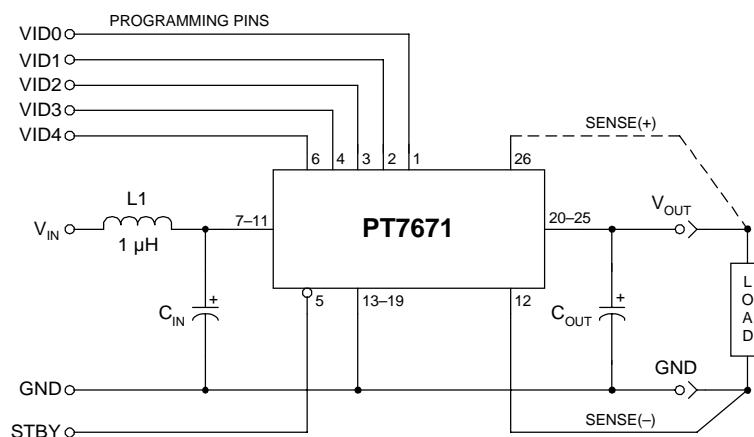 PROGRAMMING PINS
VID0
VID1
VID2
VID3
VID4
SENSE(+)
6 4 3 2 1 26
L1
V_IN
1 µH
7–11
PT7671
20–25
V_OUT
C_IN
+
5
13–19
12
C_OUT
+
LOAD
GND
GND
STBY
SENSE(–)